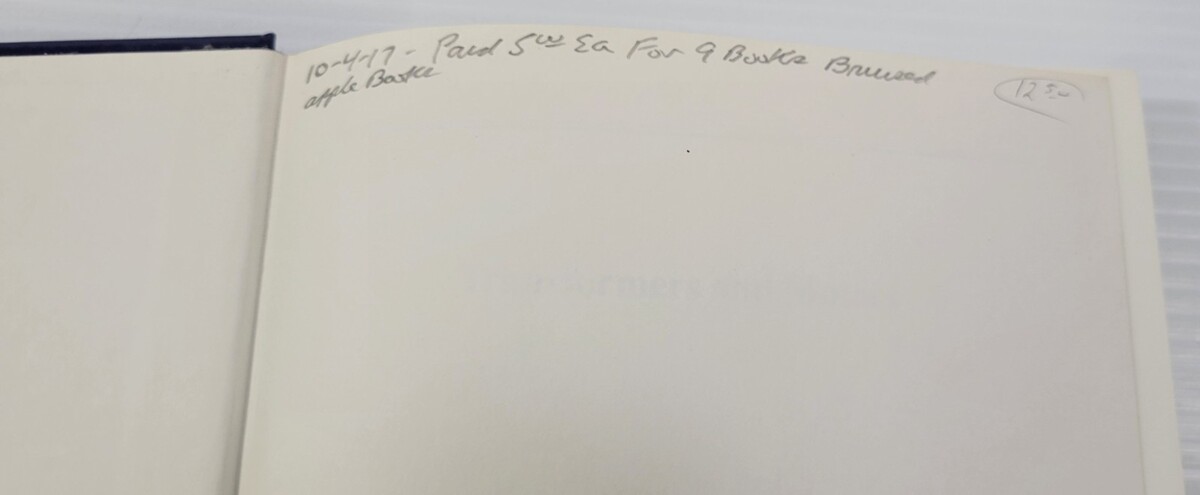 10-4-17 - Paid 5⁰⁰ Ea For 9 Books Bruised
apple Books
12⁵⁰